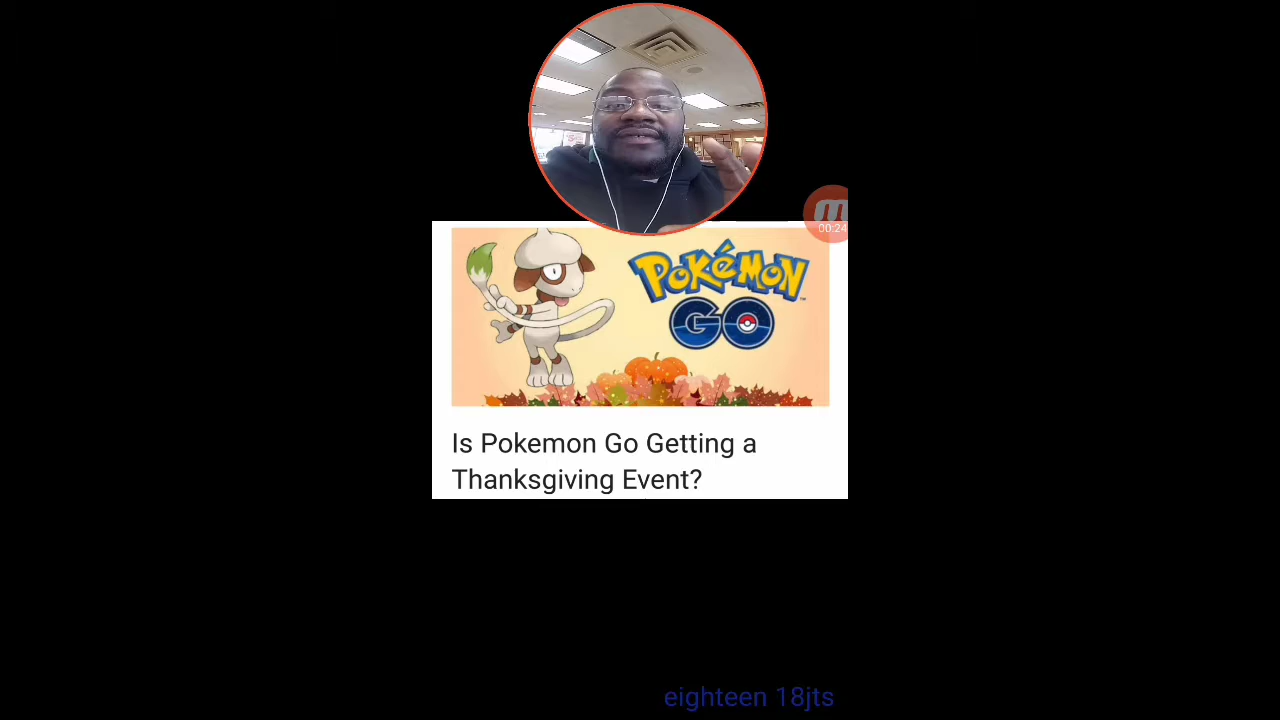 00:24
POKéMON
GO
Is Pokemon Go Getting a
Thanksgiving Event?
eighteen 18jts